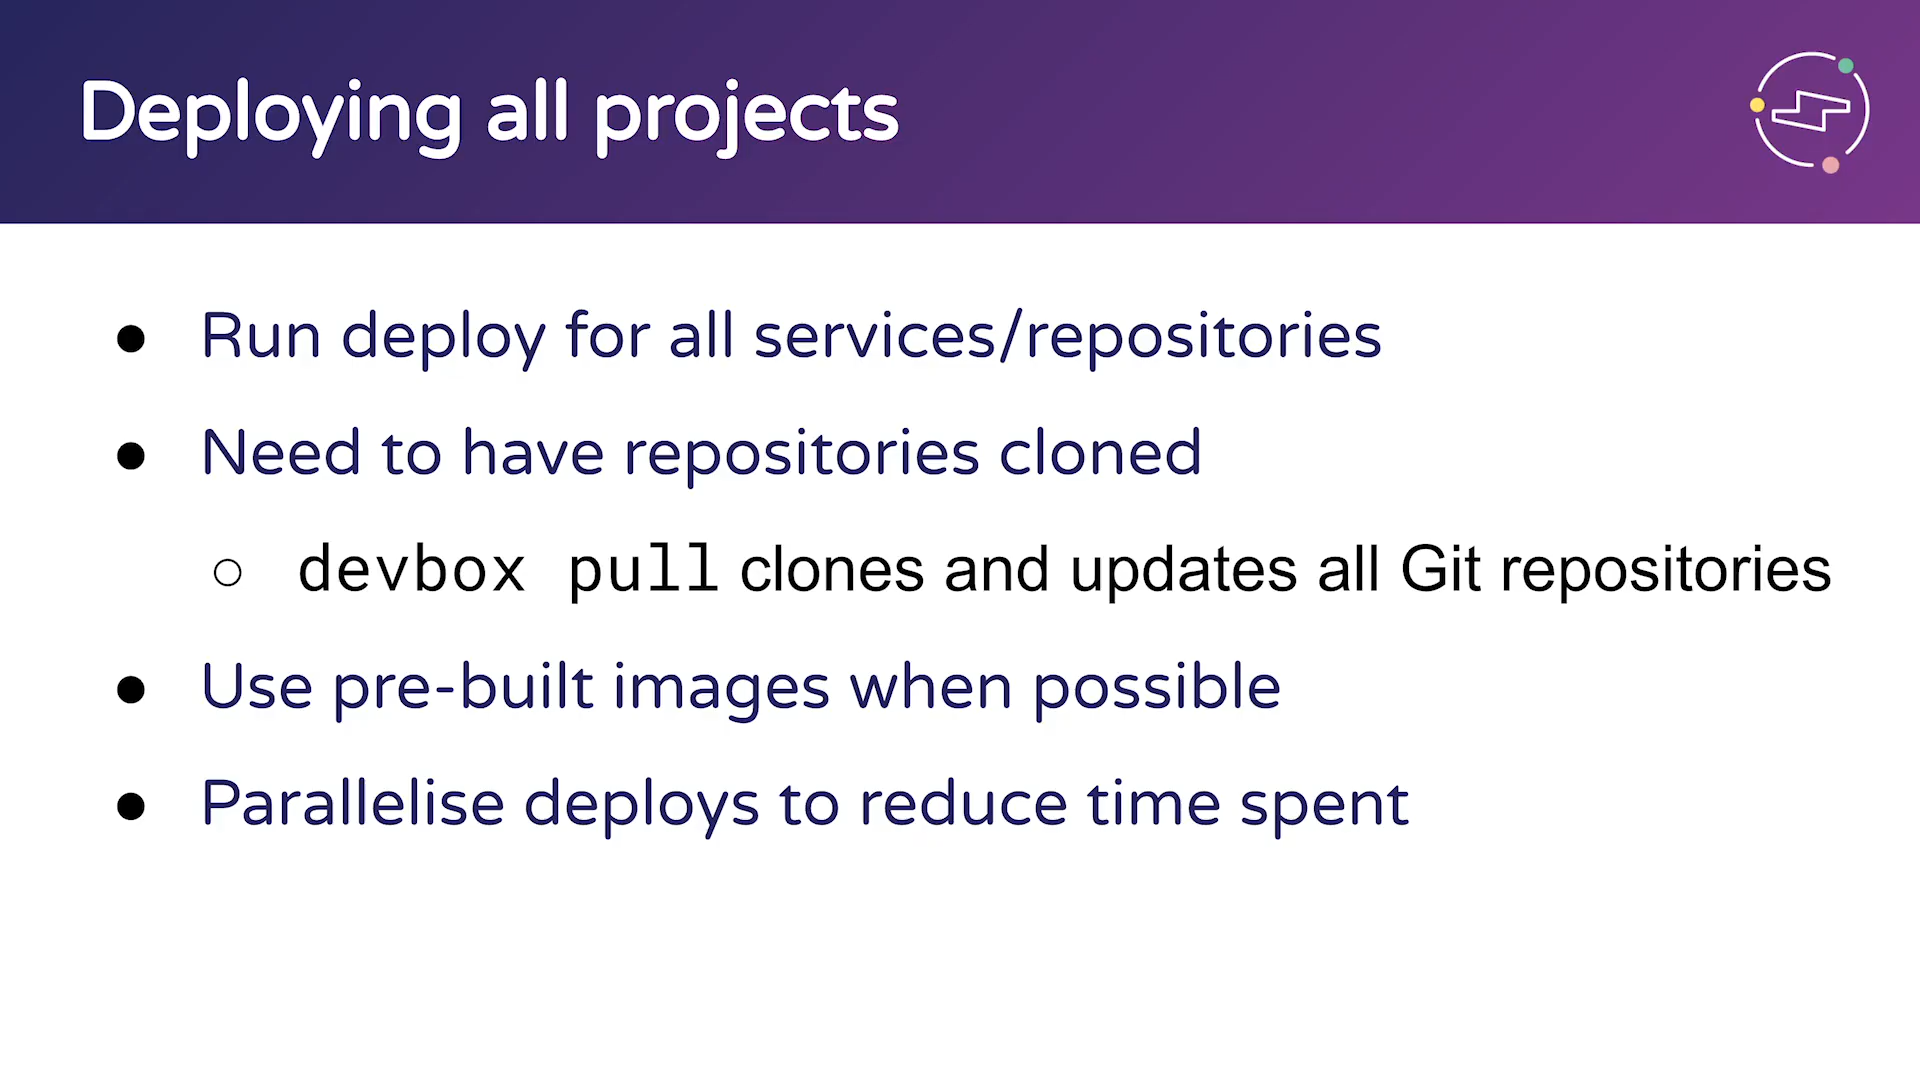 Deploying all projects
● Run deploy for all services/repositories
● Need to have repositories cloned
○ devbox pull clones and updates all Git repositories
● Use pre-built images when possible
● Parallelise deploys to reduce time spent